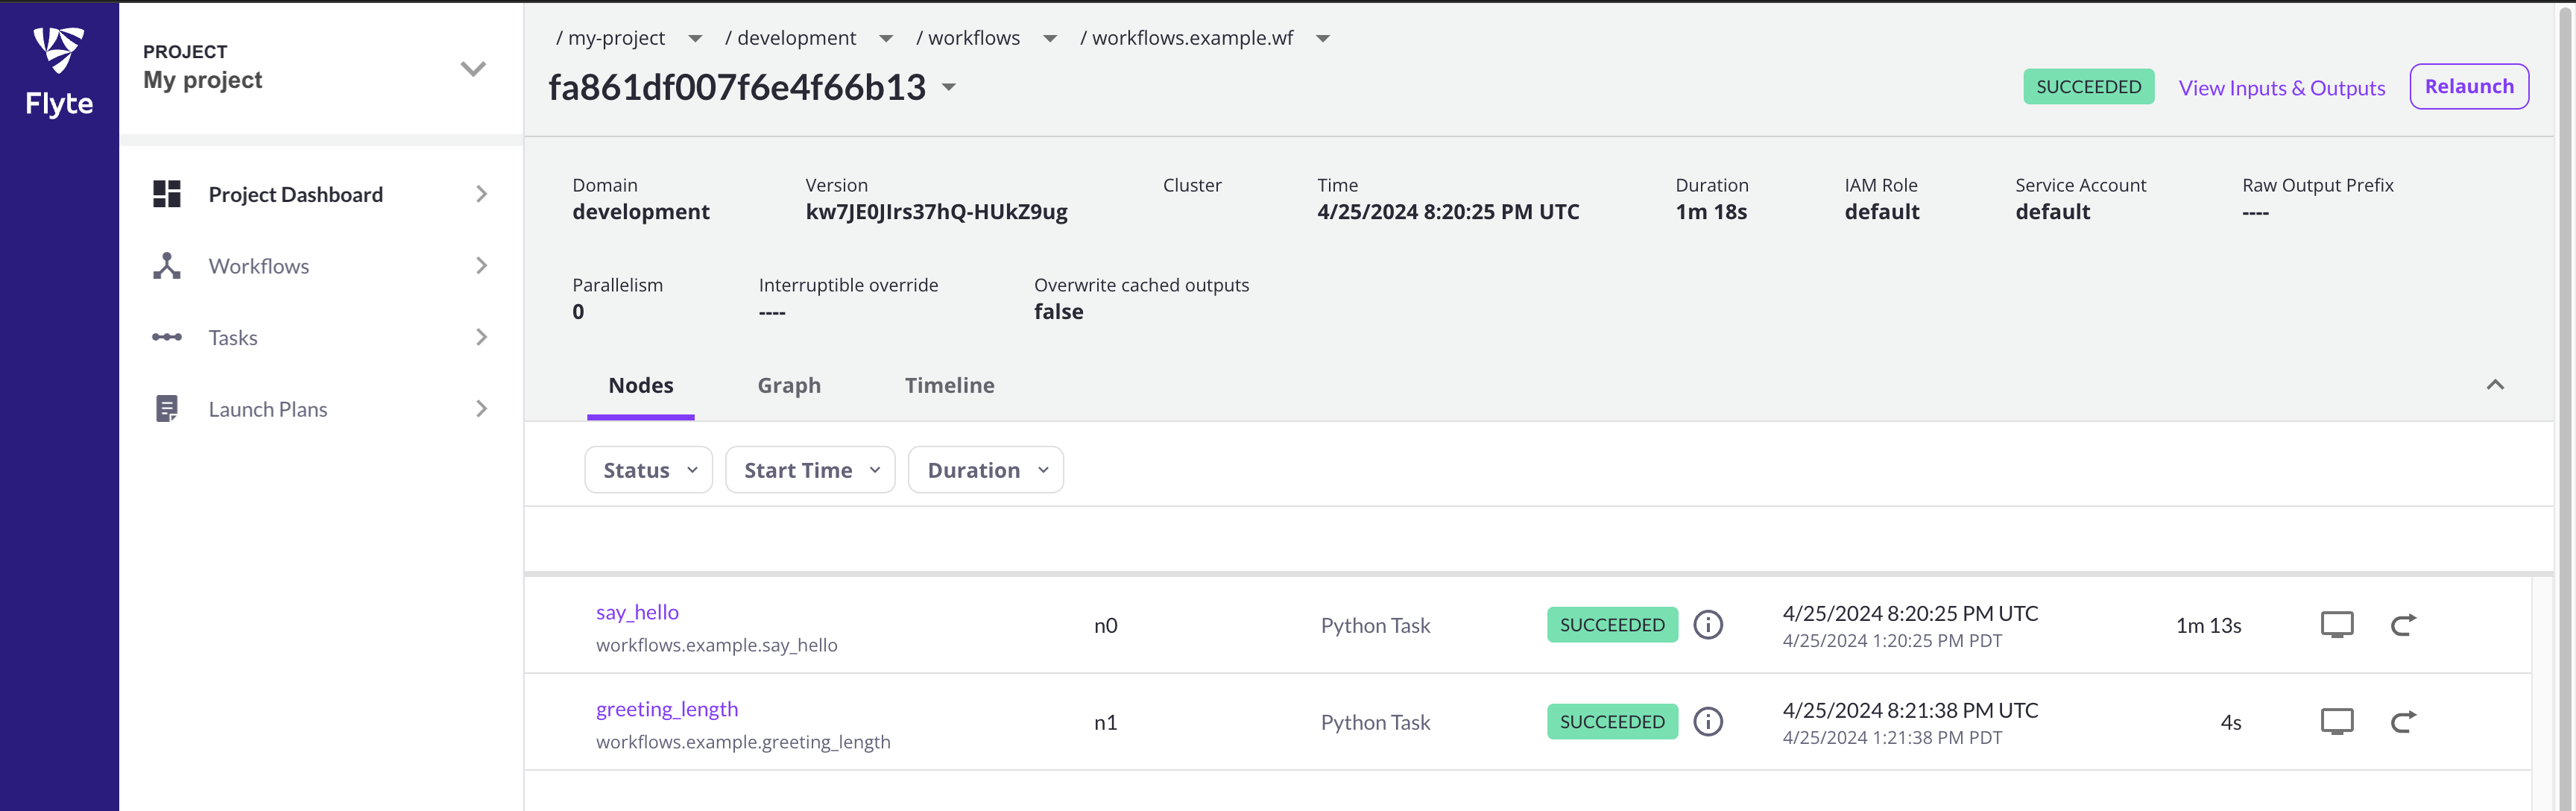 Flyte
PROJECT
My project
Project Dashboard
Workflows
Tasks
Launch Plans
/ my-project / development / workflows / workflows.example.wf
fa861df007f6e4f66b13
SUCCEEDED View Inputs & Outputs Relaunch
Domain Version Cluster Time Duration IAM Role Service Account Raw Output Prefix
development kw7JE0JIrs37hQ-HUkZ9ug 4/25/2024 8:20:25 PM UTC 1m 18s default default ----
Parallelism Interruptible override Overwrite cached outputs
0 ---- false
Nodes Graph Timeline
Status Start Time Duration
say_hello n0 Python Task SUCCEEDED 4/25/2024 8:20:25 PM UTC 1m 13s
workflows.example.say_hello 4/25/2024 1:20:25 PM PDT
greeting_length n1 Python Task SUCCEEDED 4/25/2024 8:21:38 PM UTC 4s
workflows.example.greeting_length 4/25/2024 1:21:38 PM PDT